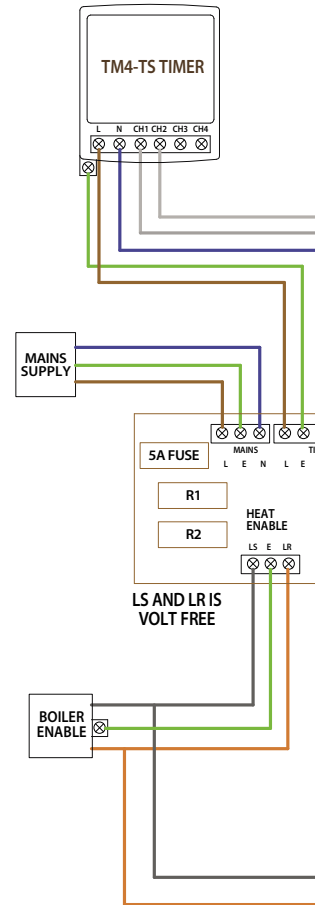 TM4-TS TIMER
L N CH1 CH2 CH3 CH4
MAINS
SUPPLY
5A FUSE
MAINS
TI
L E N L E
R1
R2
HEAT
ENABLE
LS E LR
LS AND LR IS
VOLT FREE
BOILER
ENABLE